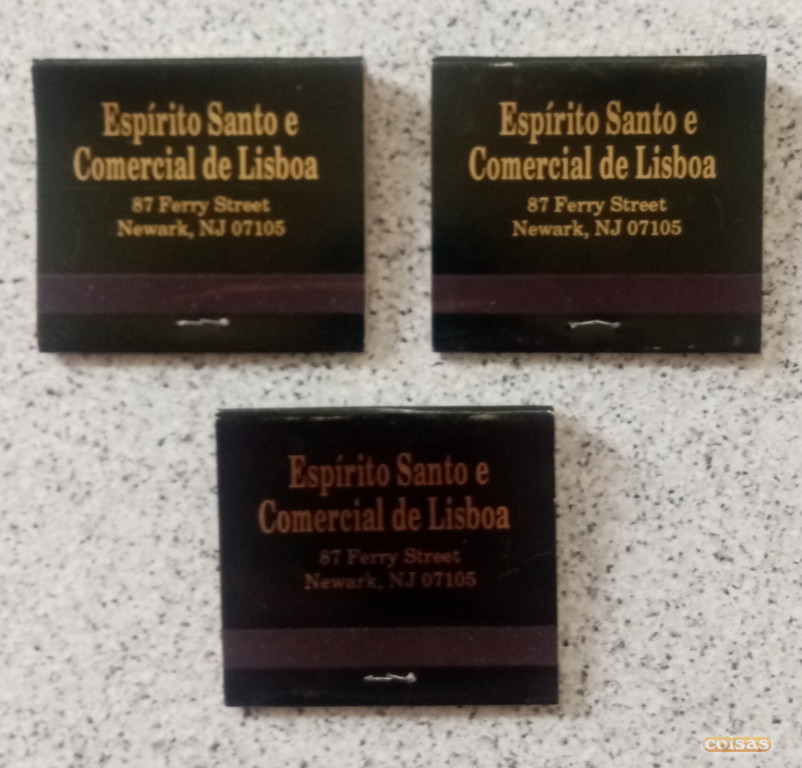 Espírito Santo e
Comercial de Lisboa
87 Ferry Street
Newark, NJ 07105
Espírito Santo e
Comercial de Lisboa
87 Ferry Street
Newark, NJ 07105
Espírito Santo e
Comercial de Lisboa
87 Ferry Street
Newark, NJ 07105
coisas